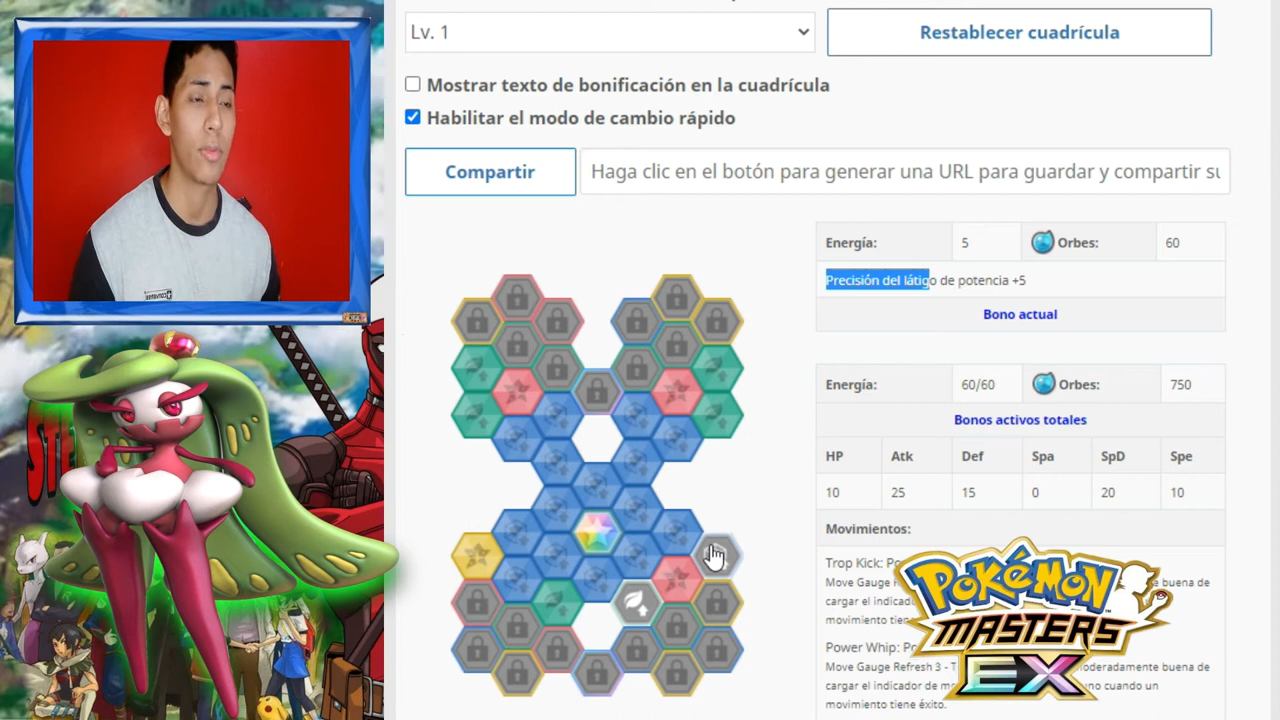 Lv. 1
Restablecer cuadrícula
Mostrar texto de bonificación en la cuadrícula
Habilitar el modo de cambio rápido
Compartir
Haga clic en el botón para generar una URL para guardar y compartir su
Energía: 5 Orbes: 60
Precisión del látigo de potencia +5
Bono actual
Energía: 60/60 Orbes: 750
Bonos activos totales
HP Atk Def Spa SpD Spe
10 25 15 0 20 10
Movimientos:
Trop Kick:
Move Gauge
e buena de
cargar el
movimiento
Power Whip:
Move Gauge Refresh 3 -
moderadamente buena de
cargar el indicador de
uno cuando un
movimiento tiene éxito.
POKÉMON
MASTERS
EX